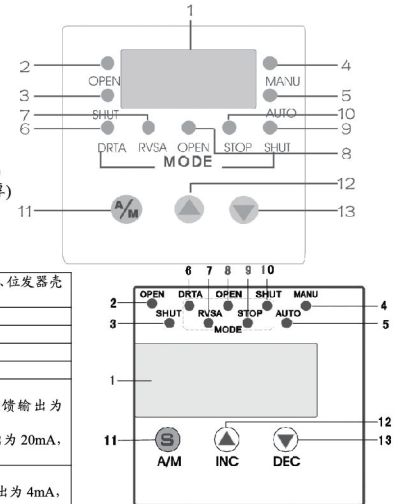 1
2
4
OPEN
MANU
3
5
SHUT
AUTO
7
10
6
9
DRTA RVSA OPEN STOP SHUT
8
MODE
12
A/M
11
13
、位发器壳
馈输出为
为 20mA,
出为 4mA,
6 7 8 9 10
OPEN DRTA OPEN SHUT MANU
2
4
SHUT RVSA STOP AUTO
3
5
MODE
1
12
11
S
13
A/M INC DEC